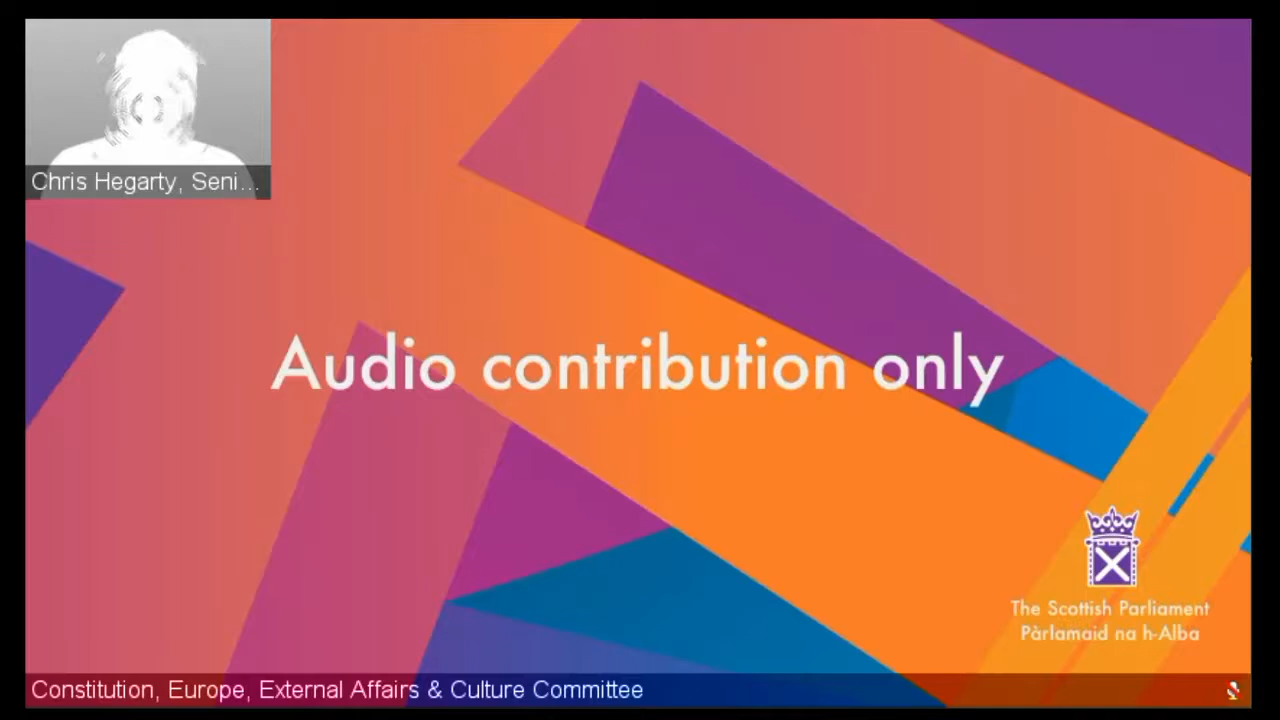 Chris Hegarty, Seni...
Audio contribution only
The Scottish Parliament
Pàrlamaid na h-Alba
Constitution, Europe, External Affairs & Culture Committee